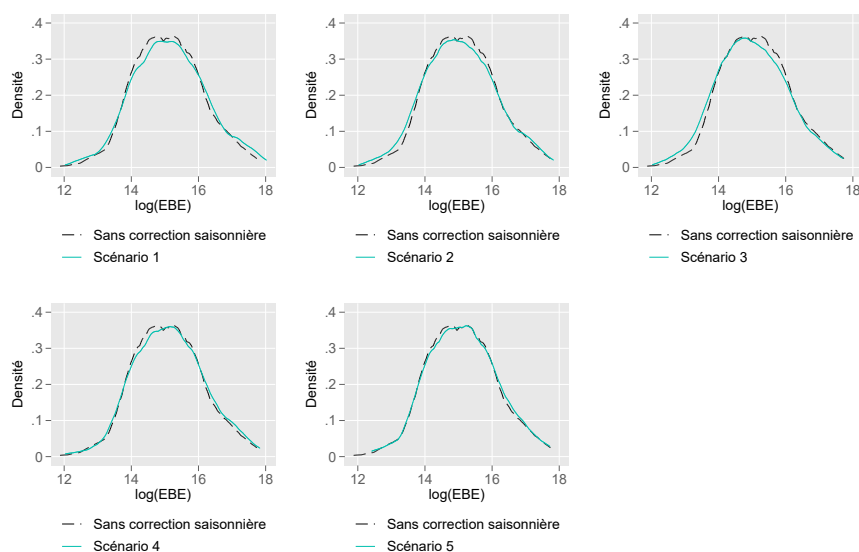 .4
.3
.2
.1
0
Densité
12 14 16 18
log(EBE)
Sans correction saisonnière
Scénario 1
.4
.3
.2
.1
0
Densité
12 14 16 18
log(EBE)
Sans correction saisonnière
Scénario 2
.4
.3
.2
.1
0
Densité
12 14 16 18
log(EBE)
Sans correction saisonnière
Scénario 3
.4
.3
.2
.1
0
Densité
12 14 16 18
log(EBE)
Sans correction saisonnière
Scénario 4
.4
.3
.2
.1
0
Densité
12 14 16 18
log(EBE)
Sans correction saisonnière
Scénario 5